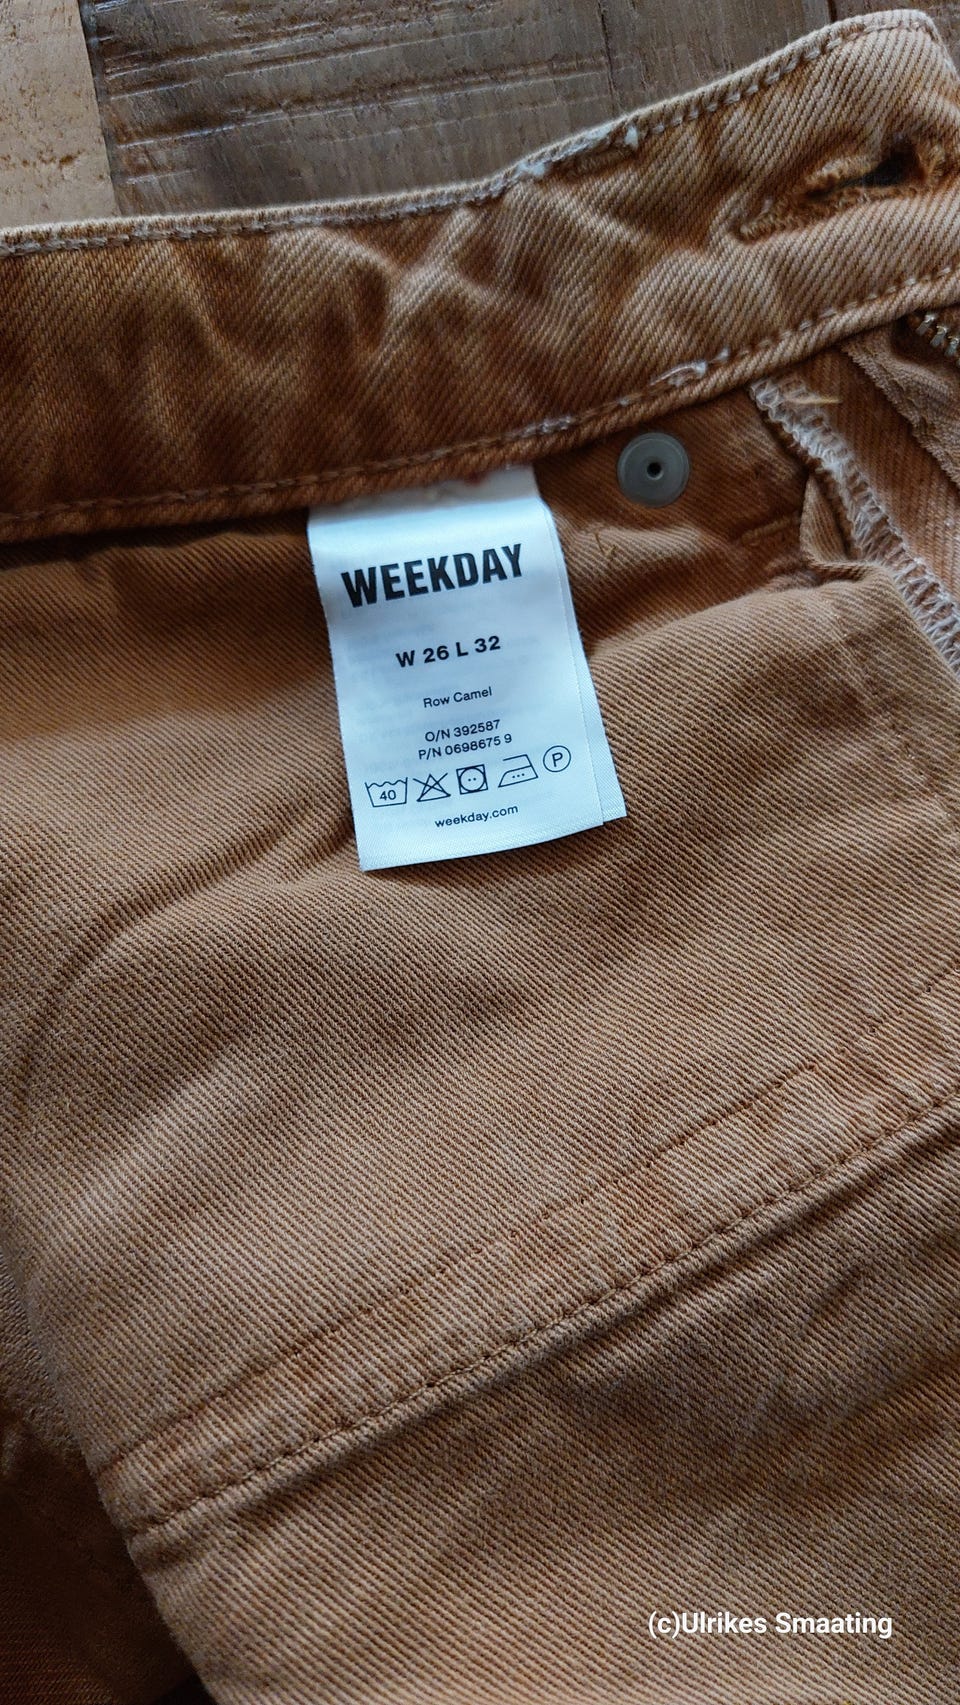 WEEKDAY
W 26 L 32
Row Camel
O/N 392587
P/N 0698675 9
40 P
weekday.com
(c)Ulrikes Smaating